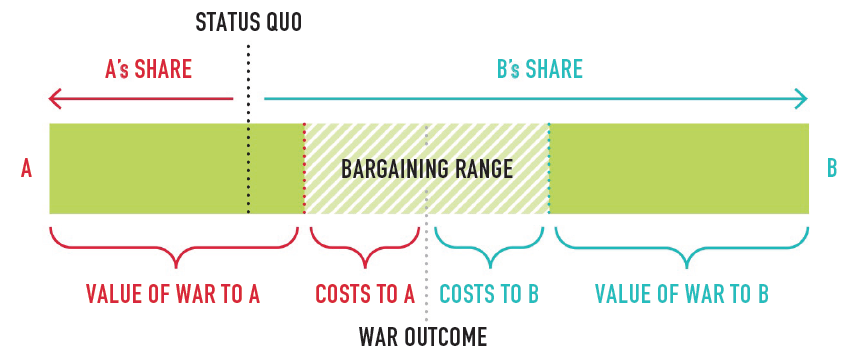 STATUS QUO
A's SHARE
B's SHARE
A
BARGAINING RANGE
B
VALUE OF WAR TO A
COSTS TO A
COSTS TO B
VALUE OF WAR TO B
WAR OUTCOME